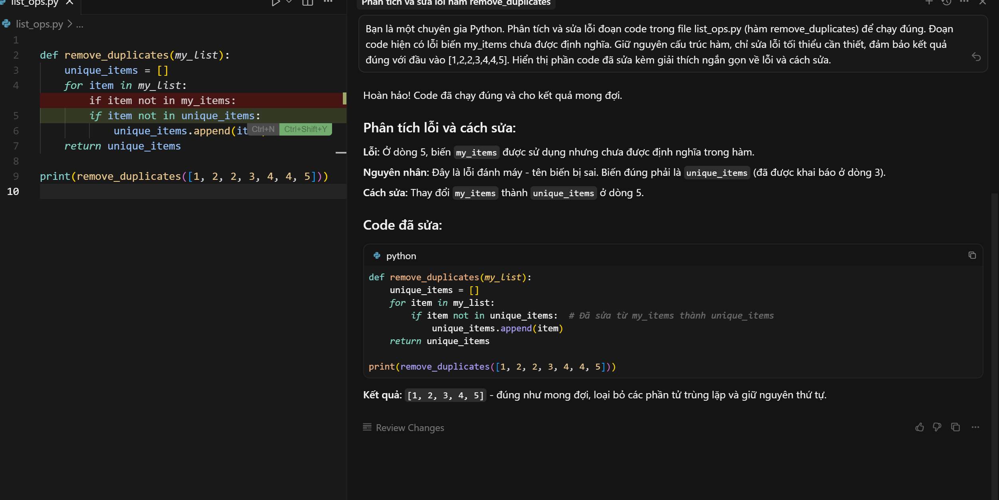 list_ops.py
list_ops.py > ...
1
2 def remove_duplicates(my_list):
3 unique_items = []
4 for item in my_list:
if item not in my_items:
5 if item not in unique_items:
6 unique_items.append(it
Ctrl+N Ctrl+Shift+Y
7 return unique_items
8
9 print(remove_duplicates([1, 2, 2, 3, 4, 4, 5]))
10
Phân tích và sửa lỗi hàm remove_duplicates
Bạn là một chuyên gia Python. Phân tích và sửa lỗi đoạn code trong file list_ops.py (hàm remove_duplicates) để chạy đúng. Đoạn
code hiện có lỗi biến my_items chưa được định nghĩa. Giữ nguyên cấu trúc hàm, chỉ sửa lỗi tối thiểu cần thiết, đảm bảo kết quả
đúng với đầu vào [1,2,2,3,4,4,5]. Hiển thị phần code đã sửa kèm giải thích ngắn gọn về lỗi và cách sửa.
Hoàn hảo! Code đã chạy đúng và cho kết quả mong đợi.
Phân tích lỗi và cách sửa:
Lỗi: Ở dòng 5, biến my_items được sử dụng nhưng chưa được định nghĩa trong hàm.
Nguyên nhân: Đây là lỗi đánh máy - tên biến bị sai. Biến đúng phải là unique_items (đã được khai báo ở dòng 3).
Cách sửa: Thay đổi my_items thành unique_items ở dòng 5.
Code đã sửa:
python
def remove_duplicates(my_list):
unique_items = []
for item in my_list:
if item not in unique_items: # Đã sửa từ my_items thành unique_items
unique_items.append(item)
return unique_items
print(remove_duplicates([1, 2, 2, 3, 4, 4, 5]))
Kết quả: [1, 2, 3, 4, 5] - đúng như mong đợi, loại bỏ các phần tử trùng lặp và giữ nguyên thứ tự.
Review Changes